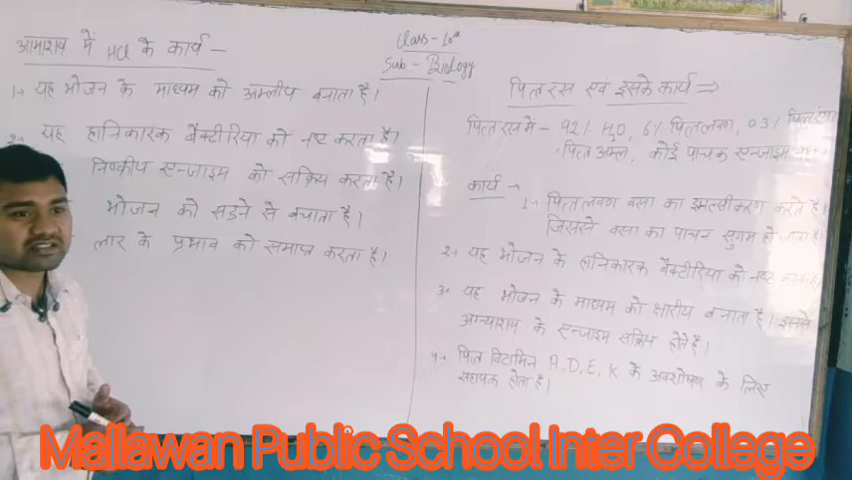 Class - 10th
Sub - Biology
आमाशय में HCl के कार्य -
1:- यह भोजन के माध्यम को अम्लीय बनाता है।
यह हानिकारक बैक्टीरिया को नष्ट करता है।
निष्क्रीय एन्जाइम को सक्रिय करता है।
भोजन को सडने से बचाता है।
लार के प्रभाव को समाप्त करता है।
पित्तरस एवं इसके कार्य ⇒
पित्तरस में - 92% H2O, 6% पित्तलवण, 0.3%
पित्त अम्ल, कोई पाचक एन्जाइम
कार्य →
1:- पित्त लवण वसा का इमल्सीकरण करते है।
जिससे वसा का पाचन सुगम हो जाता है।
2:- यह भोजन के हानिकारक बैक्टीरिया को नष्ट
3:- यह भोजन के माध्यम को क्षारीय बनाता है। इससे
अग्न्याशय के एन्जाइम सक्रिय होते है।
4:- पित्त विटामिन A, D, E, K के अवशोषण के लिए
सहायक होता है।
Mallawan Public School Inter College